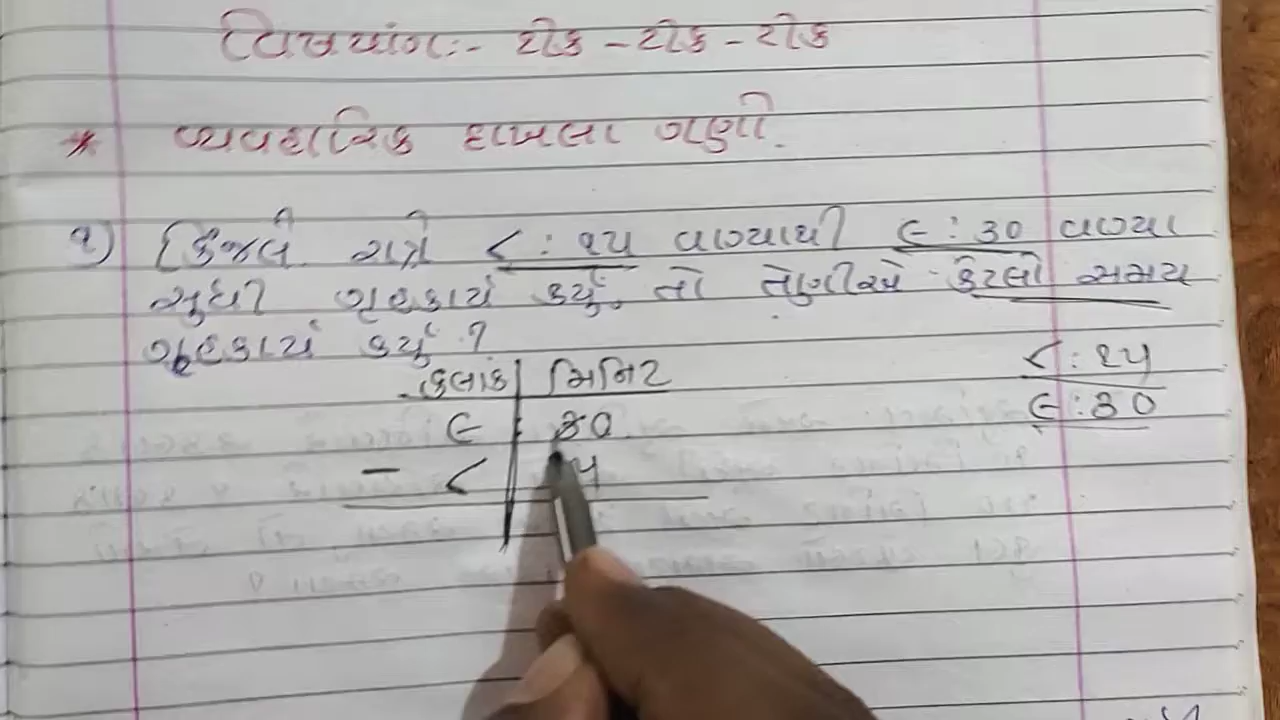 વિષયાંગ:- ટીક - ટીક - ટીક
* વ્યવહારિક દાખલા ગણો.
૧) કિંજલે રાત્રે ૮:૧૫ વાગ્યાથી ૯:૩૦ વાગ્યા
સુધી ગૃહકાર્ય કર્યું. તો તેણીએ કેટલો સમય
ગૃહકાર્ય કર્યું ?
કલાક મિનિટ
૯ ૩૦
- ૮ ૫
૮:૧૫
૯:૩૦